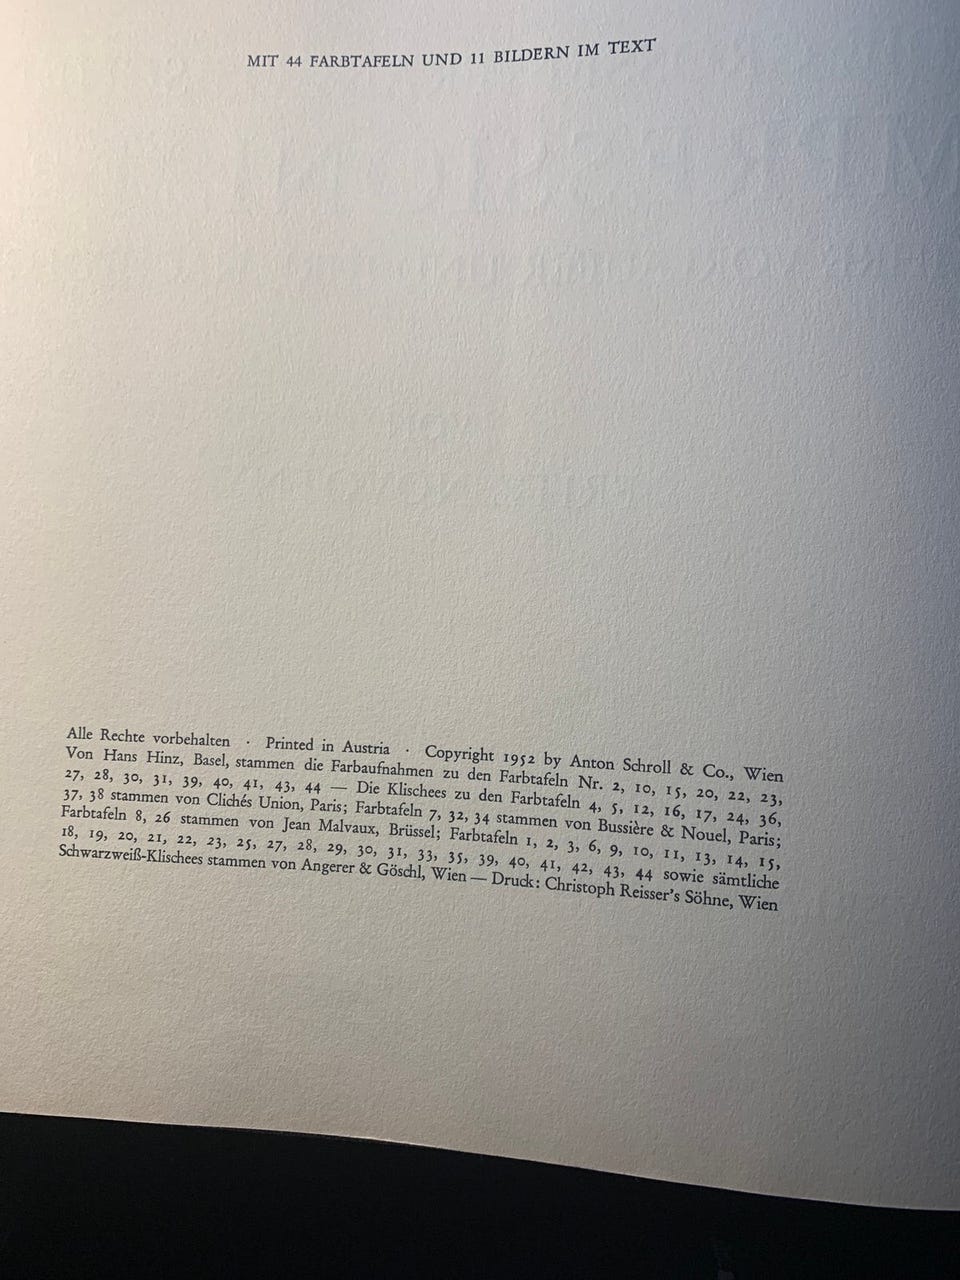 MIT 44 FARBTAFELN UND 11 BILDERN IM TEXT
Alle Rechte vorbehalten · Printed in Austria · Copyright 1952 by Anton Schroll & Co., Wien
Von Hans Hinz, Basel, stammen die Farbaufnahmen zu den Farbtafeln Nr. 2, 10, 15, 20, 22, 23,
27, 28, 30, 31, 39, 40, 41, 43, 44 — Die Klischees zu den Farbtafeln 4, 5, 12, 16, 17, 24, 36,
37, 38 stammen von Clichés Union, Paris; Farbtafeln 7, 32, 34 stammen von Bussière & Nouel, Paris;
Farbtafeln 8, 26 stammen von Jean Malvaux, Brüssel; Farbtafeln 1, 2, 3, 6, 9, 10, 11, 13, 14, 15,
18, 19, 20, 21, 22, 23, 25, 27, 28, 29, 30, 31, 33, 35, 39, 40, 41, 42, 43, 44 sowie sämtliche
Schwarzweiß-Klischees stammen von Angerer & Göschl, Wien — Druck: Christoph Reisser's Söhne, Wien